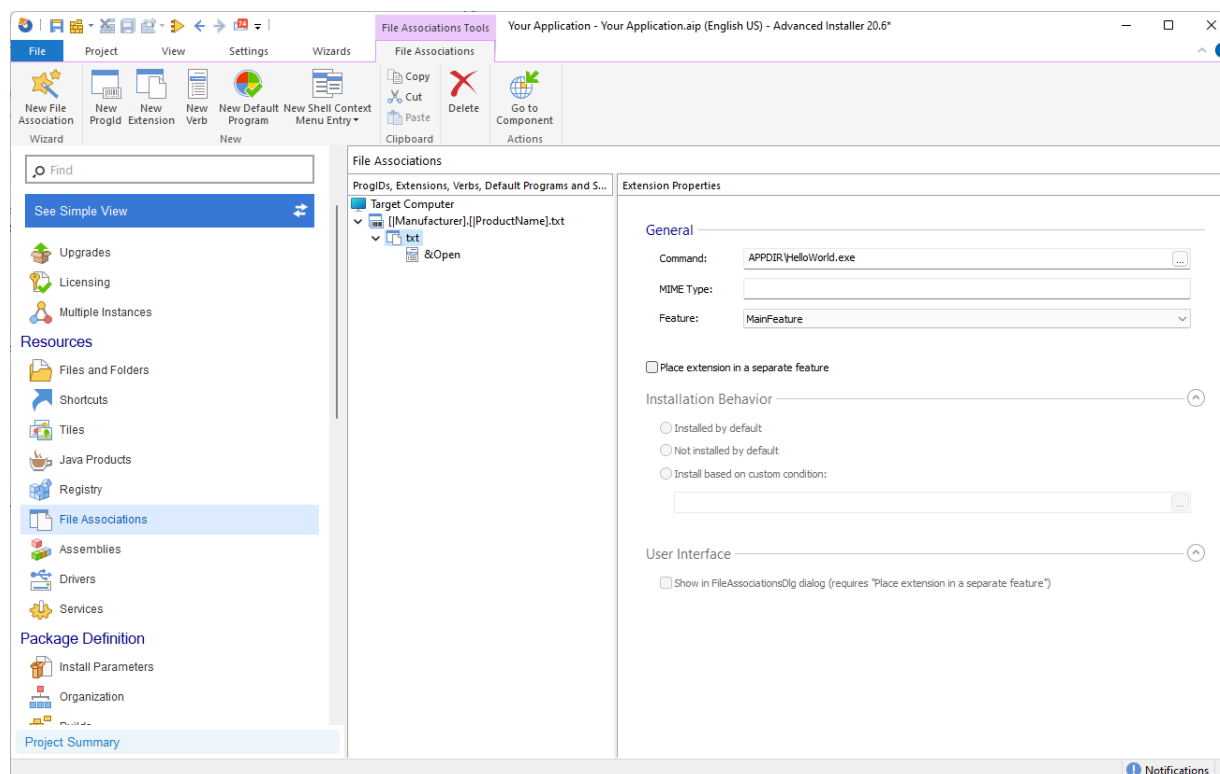 File Associations Tools
Your Application - Your Application.aip (English US) - Advanced Installer 20.6*
File Project View Settings Wizards File Associations
New File Association
New ProgId
New Extension
New Verb
New Default Program
New Shell Context Menu Entry
Copy
Cut
Paste
Delete
Go to Component
Wizard New Clipboard Actions
Find
See Simple View
Upgrades
Licensing
Multiple Instances
Resources
Files and Folders
Shortcuts
Tiles
Java Products
Registry
File Associations
Assemblies
Drivers
Services
Package Definition
Install Parameters
Organization
Builds
Project Summary
File Associations
ProgIDs, Extensions, Verbs, Default Programs and S...
Target Computer
[|Manufacturer].[|ProductName].txt
txt
&Open
Extension Properties
General
Command: APPDIR\HelloWorld.exe
...
MIME Type:
Feature: MainFeature
Place extension in a separate feature
Installation Behavior
Installed by default
Not installed by default
Install based on custom condition:
...
User Interface
Show in FileAssociationsDlg dialog (requires "Place extension in a separate feature")
Notifications